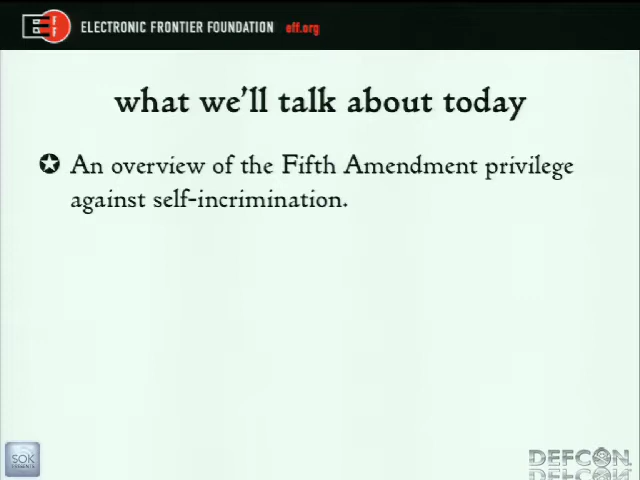 ELECTRONIC FRONTIER FOUNDATION eff.org
what we'll talk about today
An overview of the Fifth Amendment privilege
against self-incrimination.
SOK
DEFCON